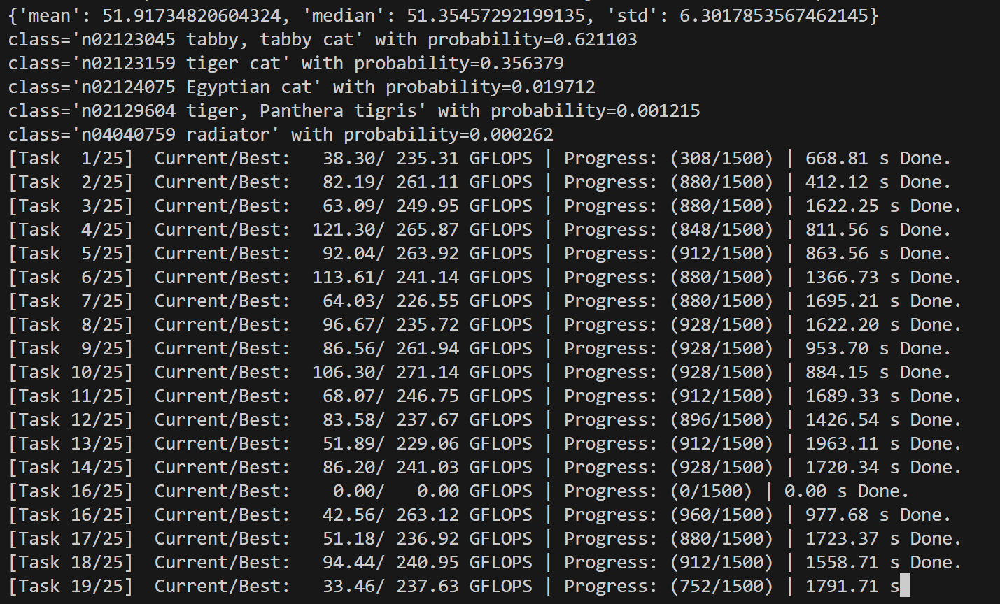 {'mean': 51.91734820604324, 'median': 51.35457292199135, 'std': 6.3017853567462145}
class='n02123045 tabby, tabby cat' with probability=0.621103
class='n02123159 tiger cat' with probability=0.356379
class='n02124075 Egyptian cat' with probability=0.019712
class='n02129604 tiger, Panthera tigris' with probability=0.001215
class='n04040759 radiator' with probability=0.000262
[Task  1/25]  Current/Best:   38.30/ 235.31 GFLOPS | Progress: (308/1500) | 668.81 s Done.
[Task  2/25]  Current/Best:   82.19/ 261.11 GFLOPS | Progress: (880/1500) | 412.12 s Done.
[Task  3/25]  Current/Best:   63.09/ 249.95 GFLOPS | Progress: (880/1500) | 1622.25 s Done.
[Task  4/25]  Current/Best:  121.30/ 265.87 GFLOPS | Progress: (848/1500) | 811.56 s Done.
[Task  5/25]  Current/Best:   92.04/ 263.92 GFLOPS | Progress: (912/1500) | 863.56 s Done.
[Task  6/25]  Current/Best:  113.61/ 241.14 GFLOPS | Progress: (880/1500) | 1366.73 s Done.
[Task  7/25]  Current/Best:   64.03/ 226.55 GFLOPS | Progress: (880/1500) | 1695.21 s Done.
[Task  8/25]  Current/Best:   96.67/ 235.72 GFLOPS | Progress: (928/1500) | 1622.20 s Done.
[Task  9/25]  Current/Best:   86.56/ 261.94 GFLOPS | Progress: (928/1500) | 953.70 s Done.
[Task 10/25]  Current/Best:  106.30/ 271.14 GFLOPS | Progress: (928/1500) | 884.15 s Done.
[Task 11/25]  Current/Best:   68.07/ 246.75 GFLOPS | Progress: (912/1500) | 1689.33 s Done.
[Task 12/25]  Current/Best:   83.58/ 237.67 GFLOPS | Progress: (896/1500) | 1426.54 s Done.
[Task 13/25]  Current/Best:   51.89/ 229.06 GFLOPS | Progress: (912/1500) | 1963.11 s Done.
[Task 14/25]  Current/Best:   86.20/ 241.03 GFLOPS | Progress: (928/1500) | 1720.34 s Done.
[Task 16/25]  Current/Best:    0.00/   0.00 GFLOPS | Progress: (0/1500) | 0.00 s Done.
[Task 16/25]  Current/Best:   42.56/ 263.12 GFLOPS | Progress: (960/1500) | 977.68 s Done.
[Task 17/25]  Current/Best:   51.18/ 236.92 GFLOPS | Progress: (880/1500) | 1723.37 s Done.
[Task 18/25]  Current/Best:   94.44/ 240.95 GFLOPS | Progress: (912/1500) | 1558.71 s Done.
[Task 19/25]  Current/Best:   33.46/ 237.63 GFLOPS | Progress: (752/1500) | 1791.71 s